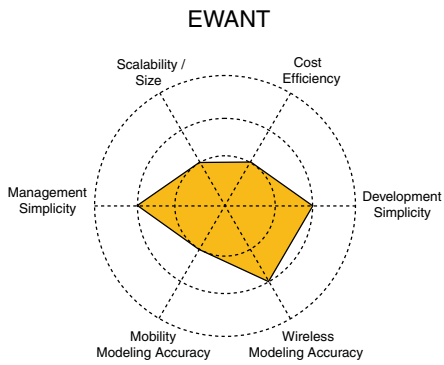 EWANT
Scalability /
Size
Cost
Efficiency
Management
Simplicity
Development
Simplicity
Mobility
Modeling Accuracy
Wireless
Modeling Accuracy